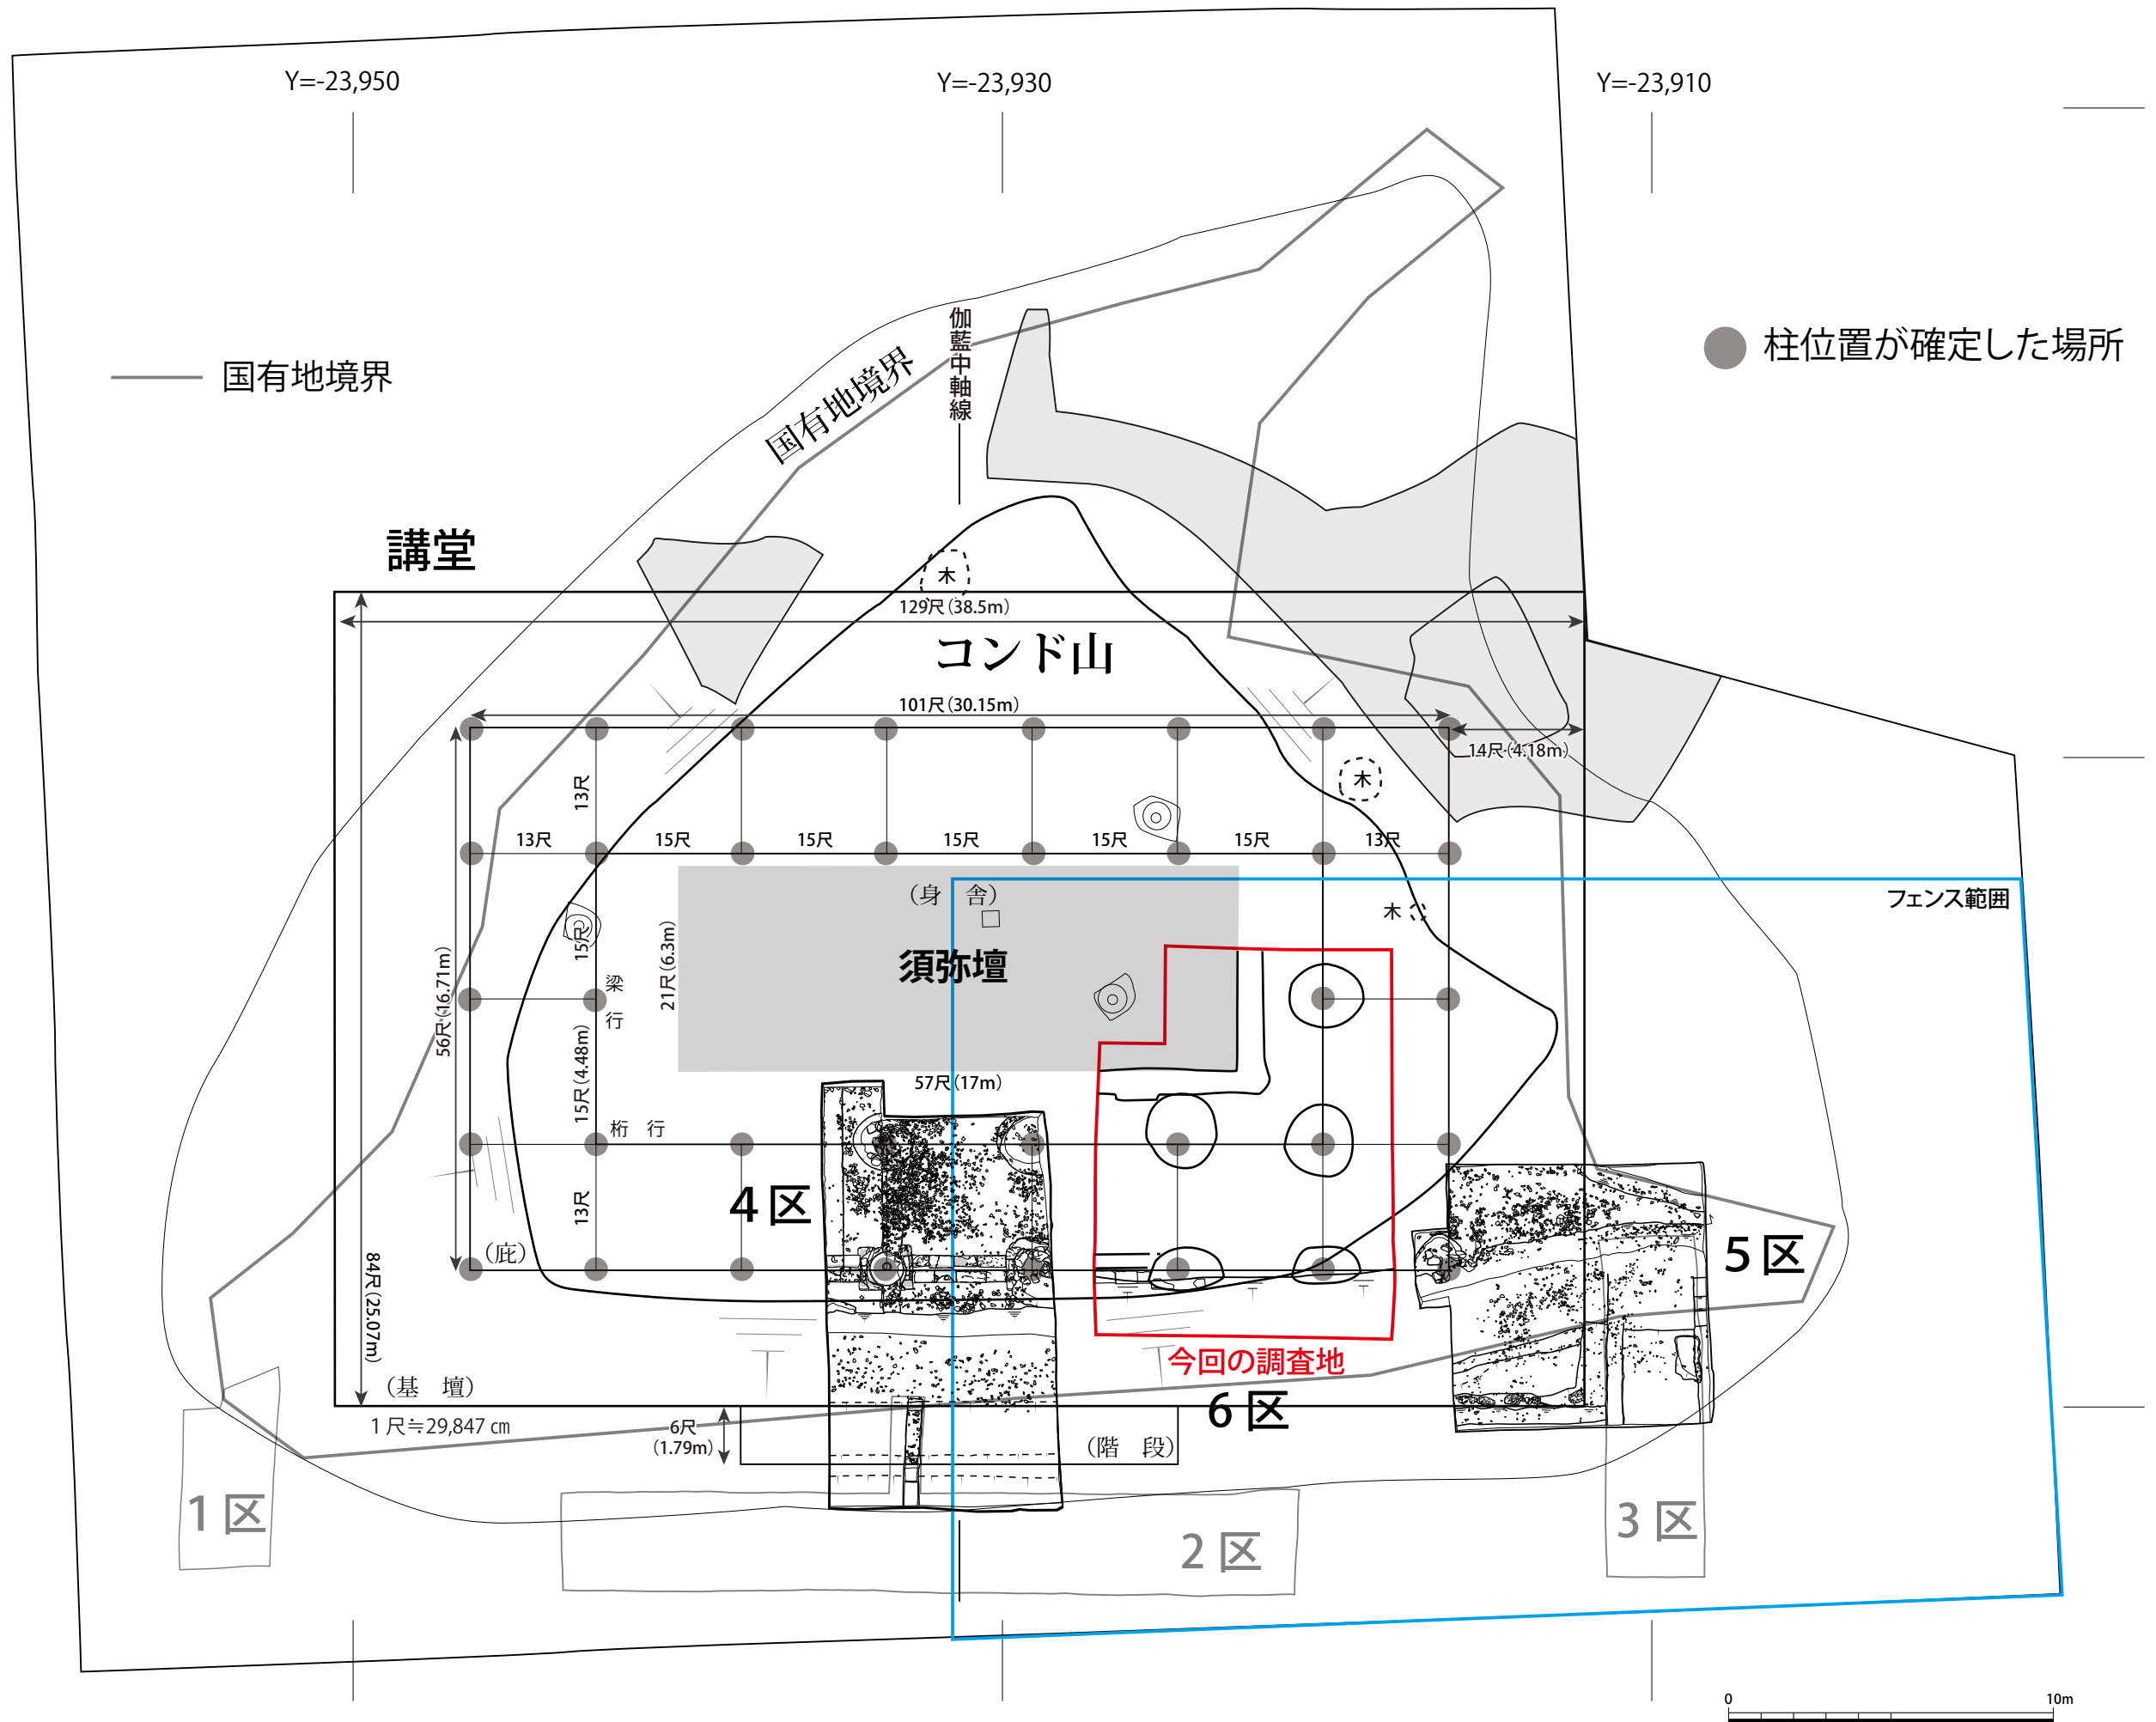 Y=-23,950
Y=-23,930
Y=-23,910
国有地境界
国有地境界
伽藍中軸線
柱位置が確定した場所
講堂
木
129尺(38.5m)
コンド山
101尺(30.15m)
14尺(4.18m)
木
13尺
13尺
15尺
15尺
15尺
15尺
15尺
13尺
(身 舎)
フェンス範囲
木
15尺
須弥壇
21尺(6.3m)
56尺(16.71m)
梁行
15尺(4.48m)
57尺(17m)
桁 行
13尺
4区
(庇)
5区
84尺(25.07m)
今回の調査地
(基 壇)
6区
1尺≒29,847㎝
6尺
(1.79m)
(階 段)
1区
2区
3区
0
10m